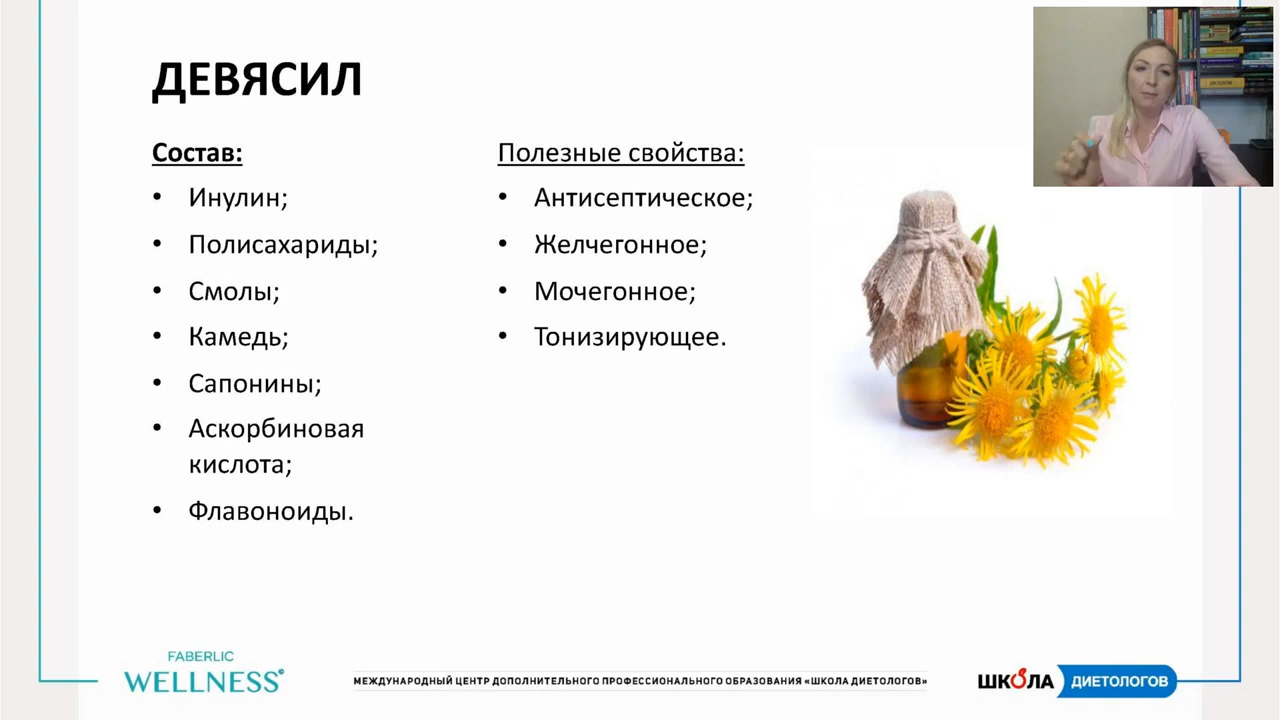 ДЕВЯСИЛ
Состав:
Инулин;
Полисахариды;
Смолы;
Камедь;
Сапонины;
Аскорбиновая
кислота;
Флавоноиды.
Полезные свойства:
Антисептическое;
Желчегонное;
Мочегонное;
Тонизирующее.
FABERLIC
WELLNESS
МЕЖДУНАРОДНЫЙ ЦЕНТР ДОПОЛНИТЕЛЬНОГО ПРОФЕССИОНАЛЬНОГО ОБРАЗОВАНИЯ «ШКОЛА ДИЕТОЛОГОВ»
ШКОЛА ДИЕТОЛОГОВ